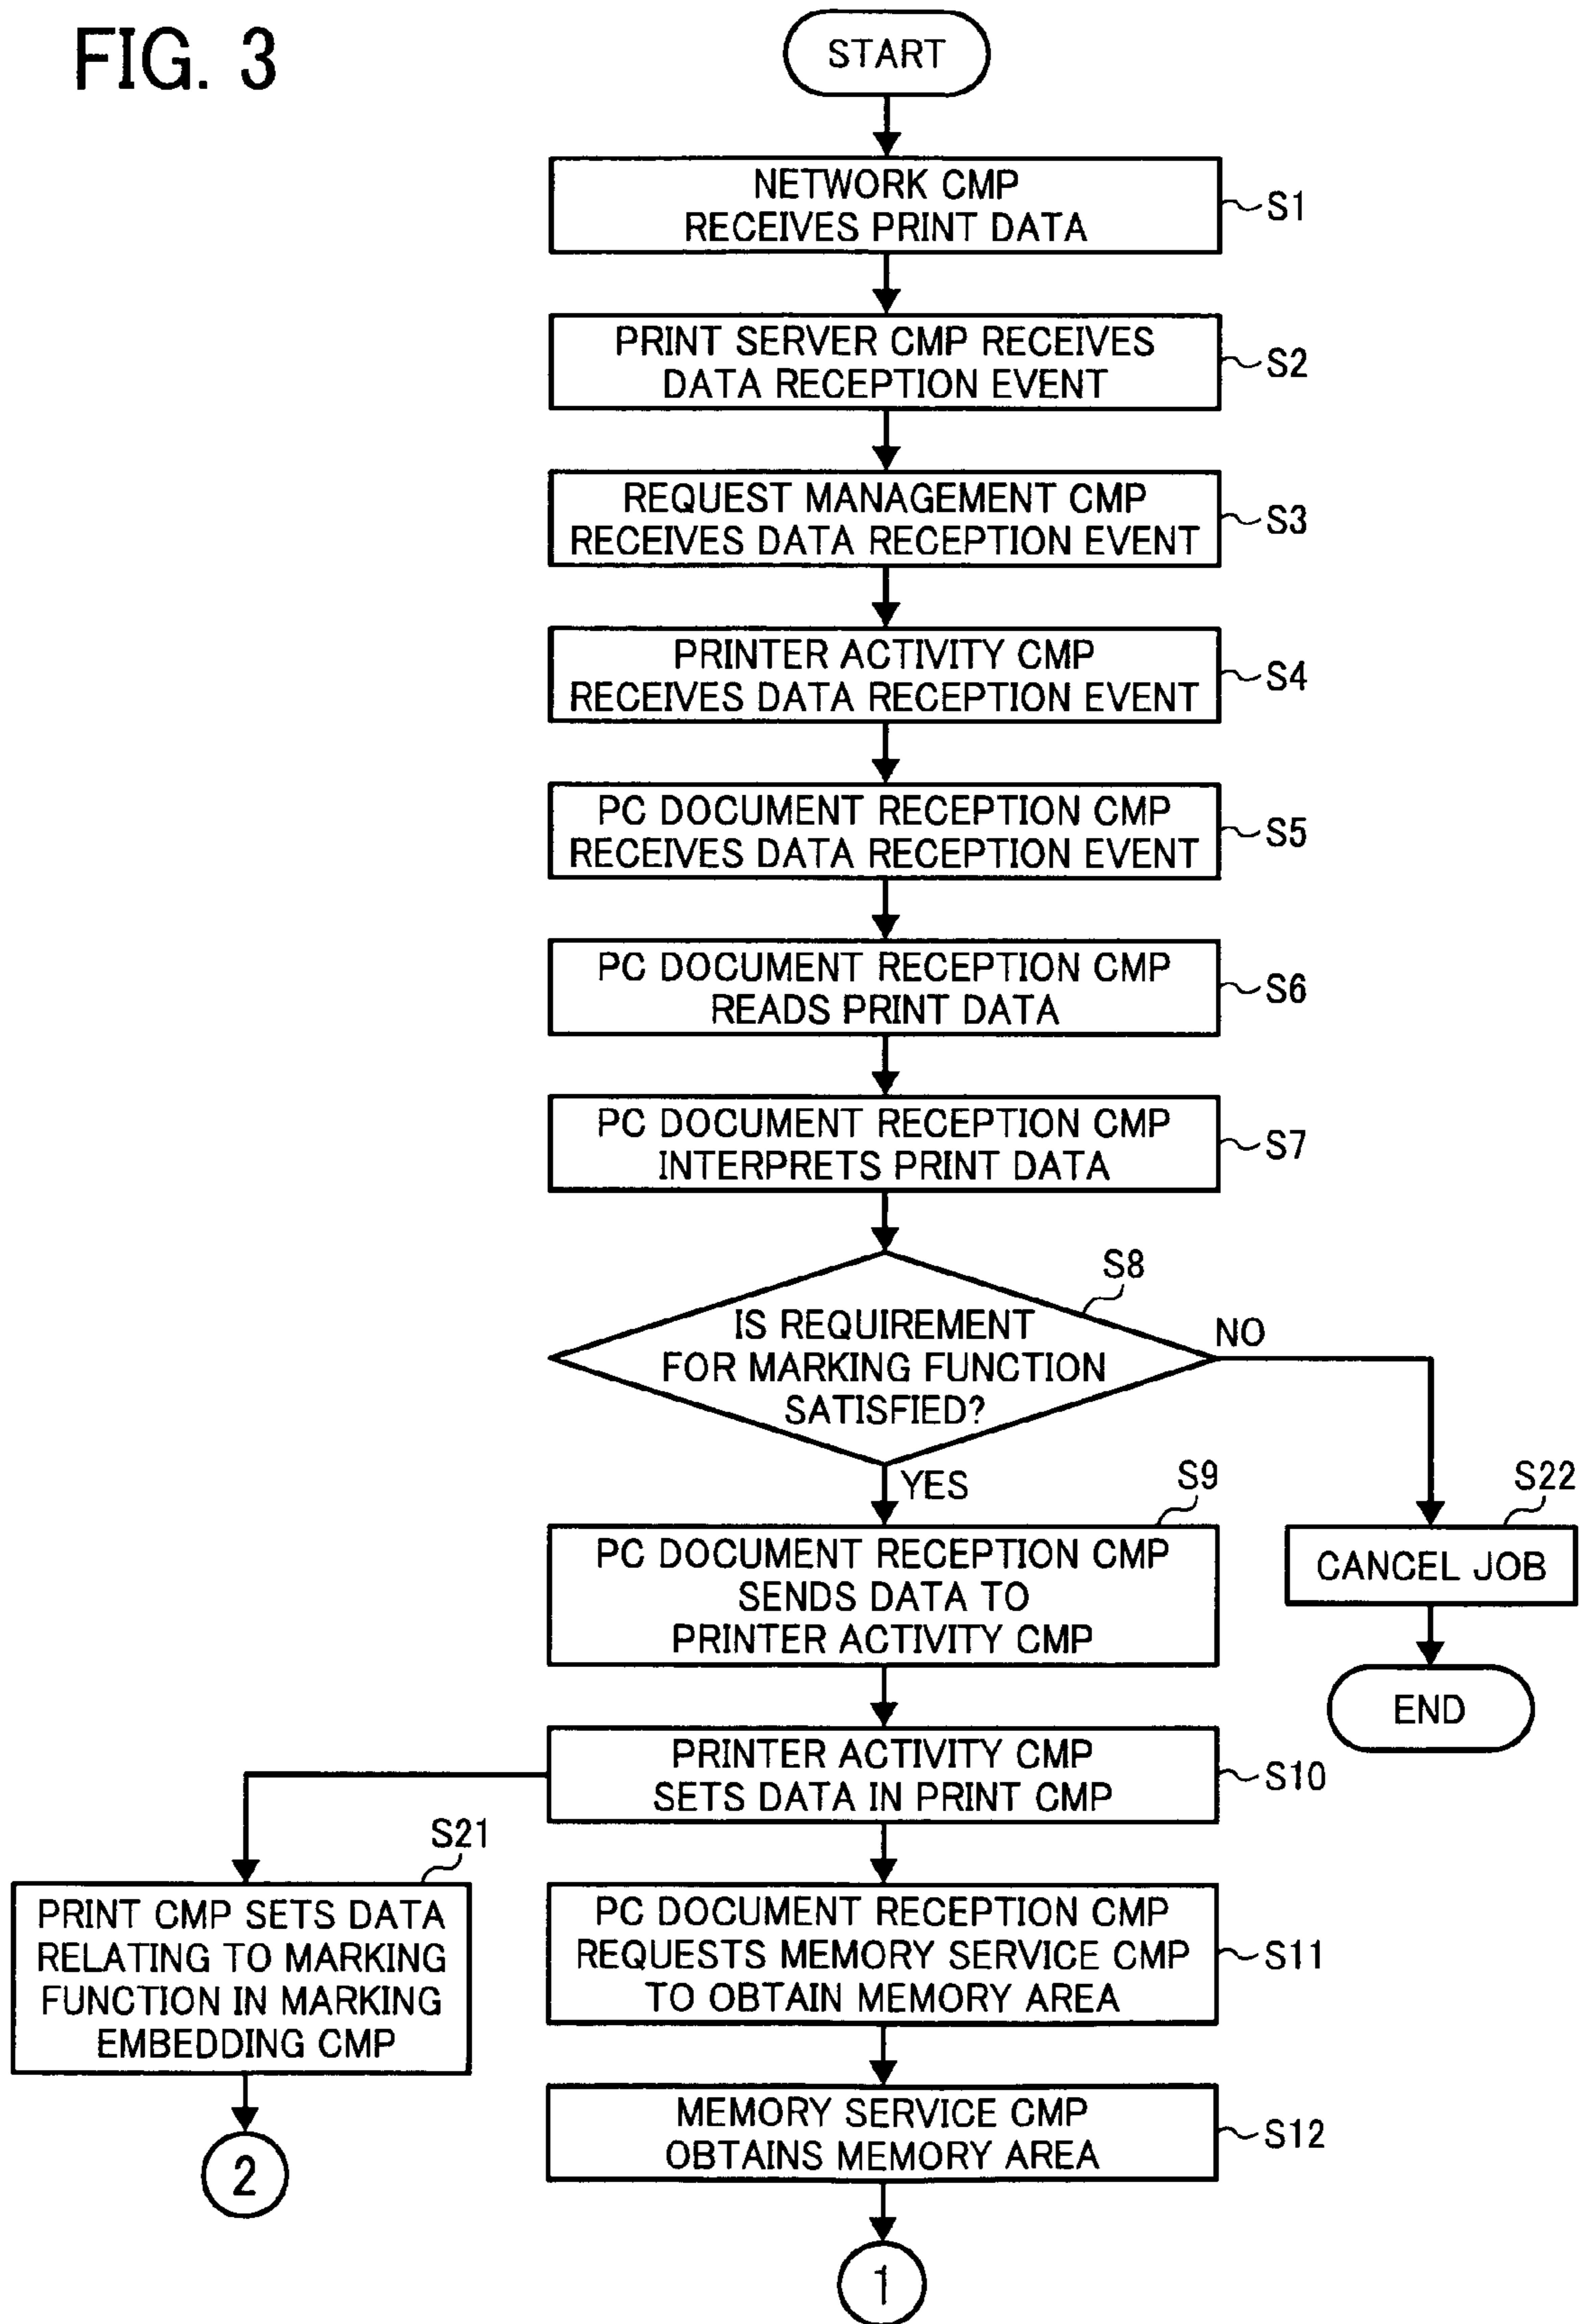 FIG. 3
START
NETWORK CMP
RECEIVES PRINT DATA
S1
PRINT SERVER CMP RECEIVES
DATA RECEPTION EVENT
S2
REQUEST MANAGEMENT CMP
RECEIVES DATA RECEPTION EVENT
S3
PRINTER ACTIVITY CMP
RECEIVES DATA RECEPTION EVENT
S4
PC DOCUMENT RECEPTION CMP
RECEIVES DATA RECEPTION EVENT
S5
PC DOCUMENT RECEPTION CMP
READS PRINT DATA
S6
PC DOCUMENT RECEPTION CMP
INTERPRETS PRINT DATA
S7
S8
IS REQUIREMENT
FOR MARKING FUNCTION
SATISFIED?
NO
YES
S9
PC DOCUMENT RECEPTION CMP
SENDS DATA TO
PRINTER ACTIVITY CMP
S22
CANCEL JOB
END
PRINTER ACTIVITY CMP
SETS DATA IN PRINT CMP
S10
S21
PRINT CMP SETS DATA
RELATING TO MARKING
FUNCTION IN MARKING
EMBEDDING CMP
2
PC DOCUMENT RECEPTION CMP
REQUESTS MEMORY SERVICE CMP
TO OBTAIN MEMORY AREA
S11
MEMORY SERVICE CMP
OBTAINS MEMORY AREA
S12
1